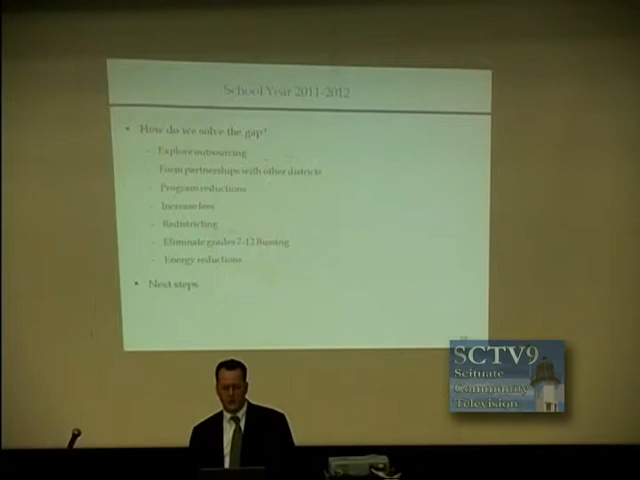 School Year 2011-2012
• How do we solve the gap?
- Explore outsourcing
- Form partnerships with other districts
- Program reductions
- Increase fees
- Redistricting
- Eliminate grades 7-12 Bussing
- Energy reductions
• Next steps
SCTV9
Scituate
Community
Television